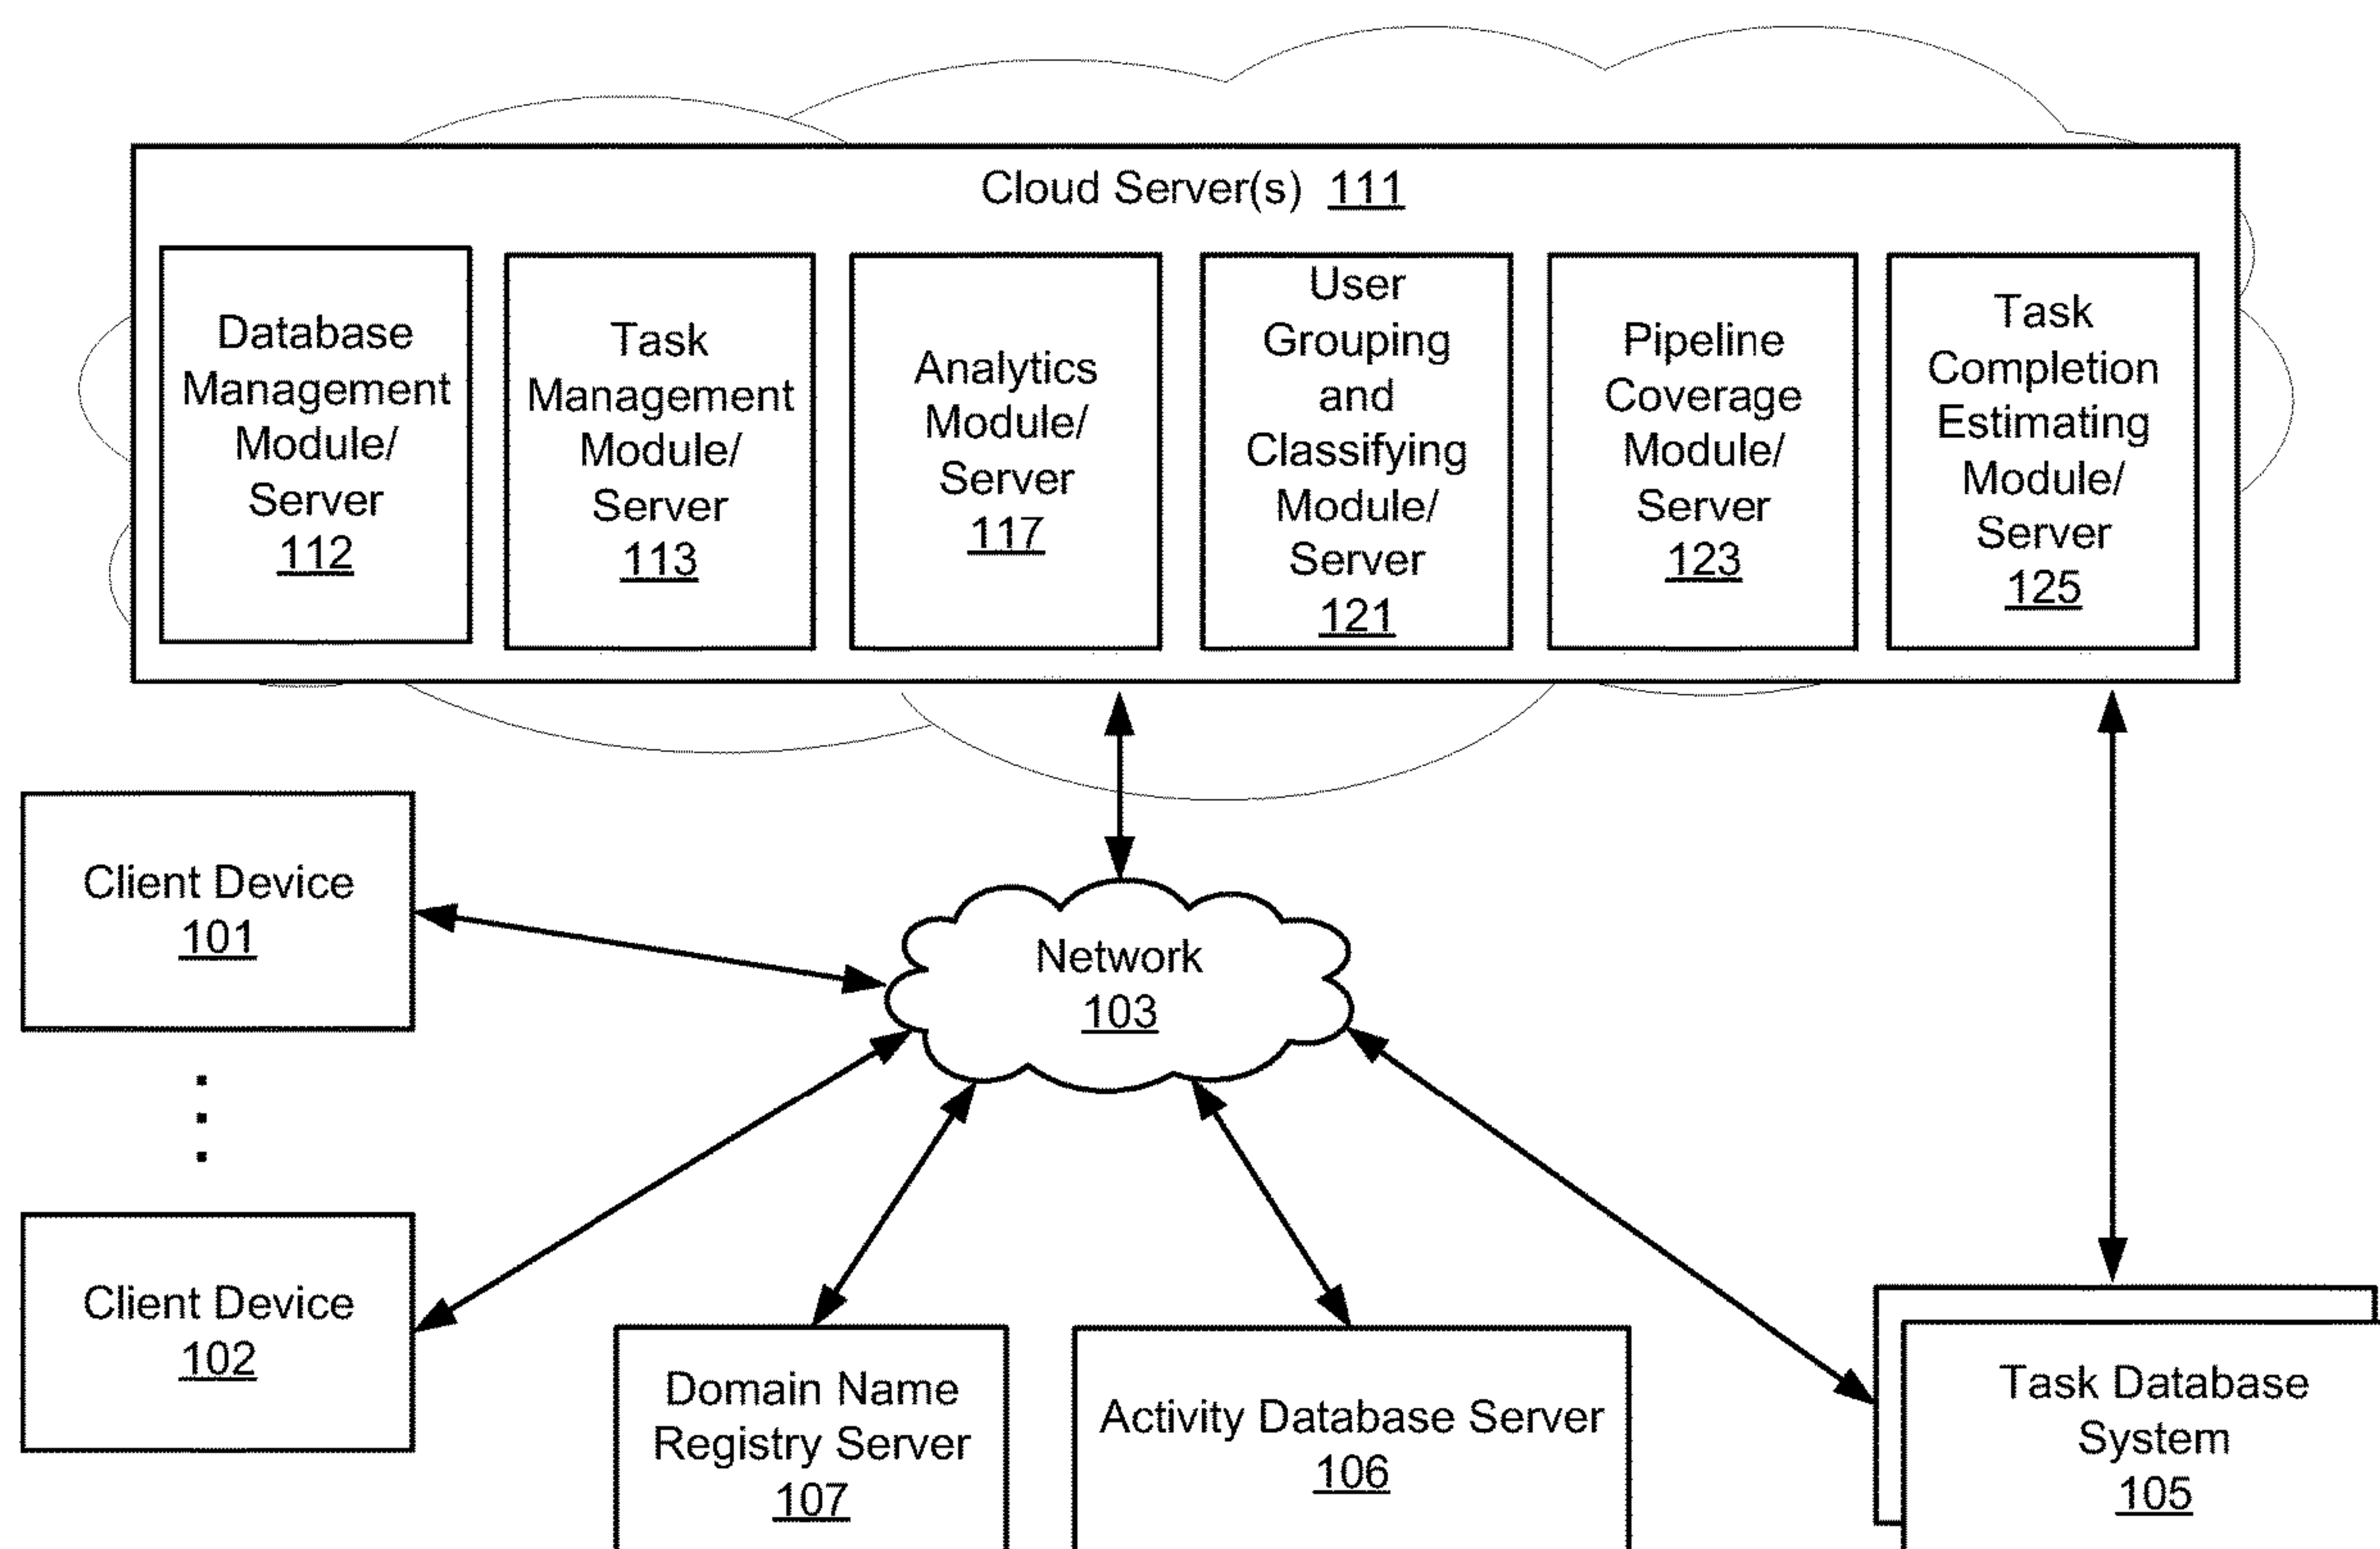 Cloud Server(s) 111
Database
Management
Module/
Server
112
Task
Management
Module/
Server
113
Analytics
Module/
Server
117
User
Grouping
and
Classifying
Module/
Server
121
Pipeline
Coverage
Module/
Server
123
Task
Completion
Estimating
Module/
Server
125
Client Device
101
Network
103
Client Device
102
Domain Name
Registry Server
107
Activity Database Server
106
Task Database
System
105